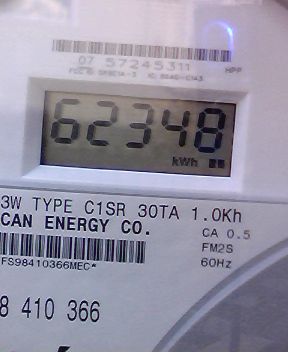 07 57245311 HPP
62348
kWh
3W TYPE C1SR 30TA 1.0Kh
CAN ENERGY CO. CA 0.5
FM2S
FS98410366MEC* 60Hz
8 410 366